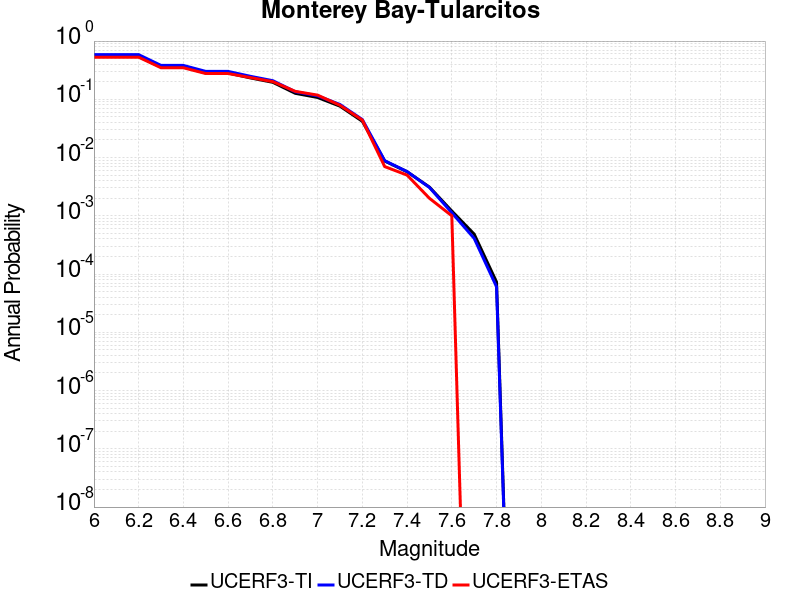 Monterey Bay-Tularcitos
10^0
10^-1
10^-2
10^-3
10^-4
10^-5
10^-6
10^-7
10^-8
Annual Probability
6 6.2 6.4 6.6 6.8 7 7.2 7.4 7.6 7.8 8 8.2 8.4 8.6 8.8 9
Magnitude
UCERF3-TI UCERF3-TD UCERF3-ETAS